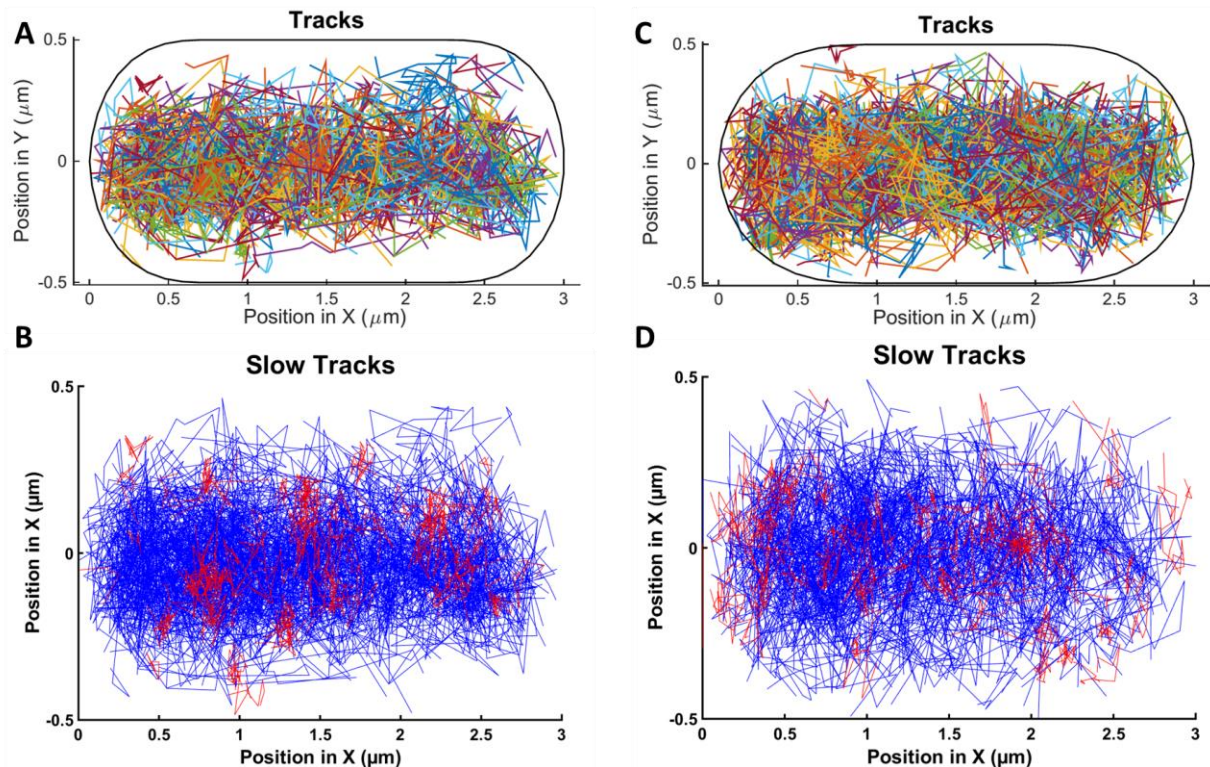 A
Tracks
0.5
0
-0.5
Position in Y (μm)
0 0.5 1 1.5 2 2.5 3
Position in X (μm)
B
Slow Tracks
0.5
0
-0.5
Position in X (μm)
0 0.5 1 1.5 2 2.5 3
Position in X (μm)
C
Tracks
0.5
0
-0.5
Position in Y (μm)
0 0.5 1 1.5 2 2.5 3
Position in X (μm)
D
Slow Tracks
0.5
0
-0.5
Position in X (μm)
0 0.5 1 1.5 2 2.5 3
Position in X (μm)